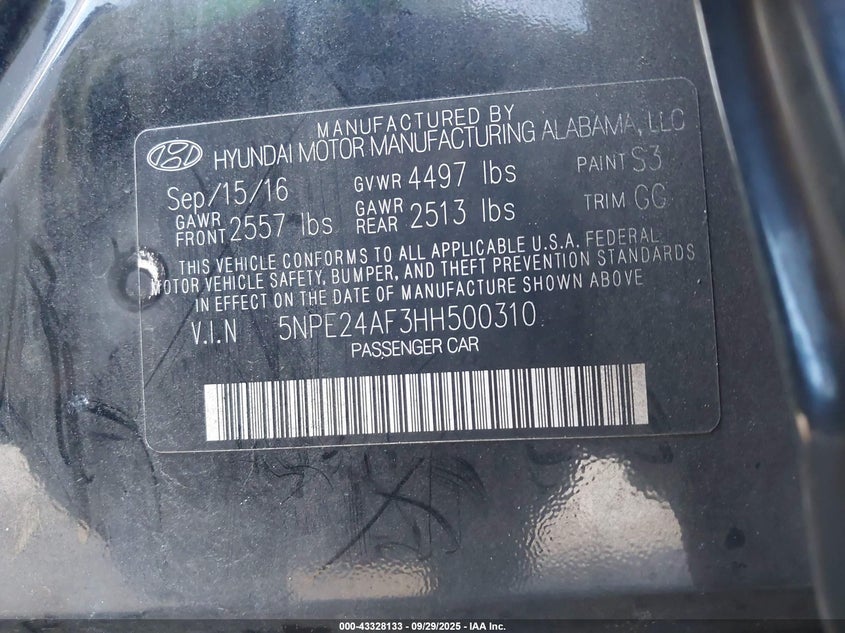 MANUFACTURED BY
HYUNDAI MOTOR MANUFACTURING ALABAMA, LLC
Sep/15/16 GVWR 4497 lbs PAINT S3
GAWR FRONT 2557 lbs GAWR REAR 2513 lbs TRIM GG
THIS VEHICLE CONFORMS TO ALL APPLICABLE U.S.A. FEDERAL
MOTOR VEHICLE SAFETY, BUMPER, AND THEFT PREVENTION STANDARDS
IN EFFECT ON THE DATE OF MANUFACTURE SHOWN ABOVE
V.I.N 5NPE24AF3HH500310
PASSENGER CAR
000-43328133 - 09/29/2025 - IAA Inc.